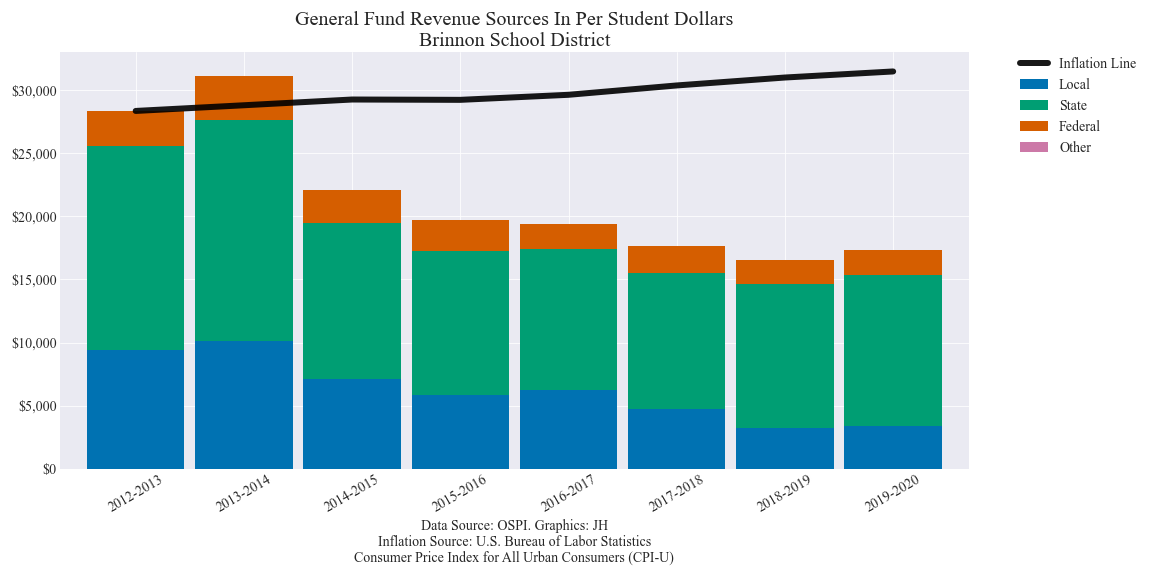 General Fund Revenue Sources In Per Student Dollars
Brinnon School District
Inflation Line
Local
State
Federal
Other
$30,000
$25,000
$20,000
$15,000
$10,000
$5,000
$0
2012-2013
2013-2014
2014-2015
2015-2016
2016-2017
2017-2018
2018-2019
2019-2020
Data Source: OSPI. Graphics: JH
Inflation Source: U.S. Bureau of Labor Statistics
Consumer Price Index for All Urban Consumers (CPI-U)